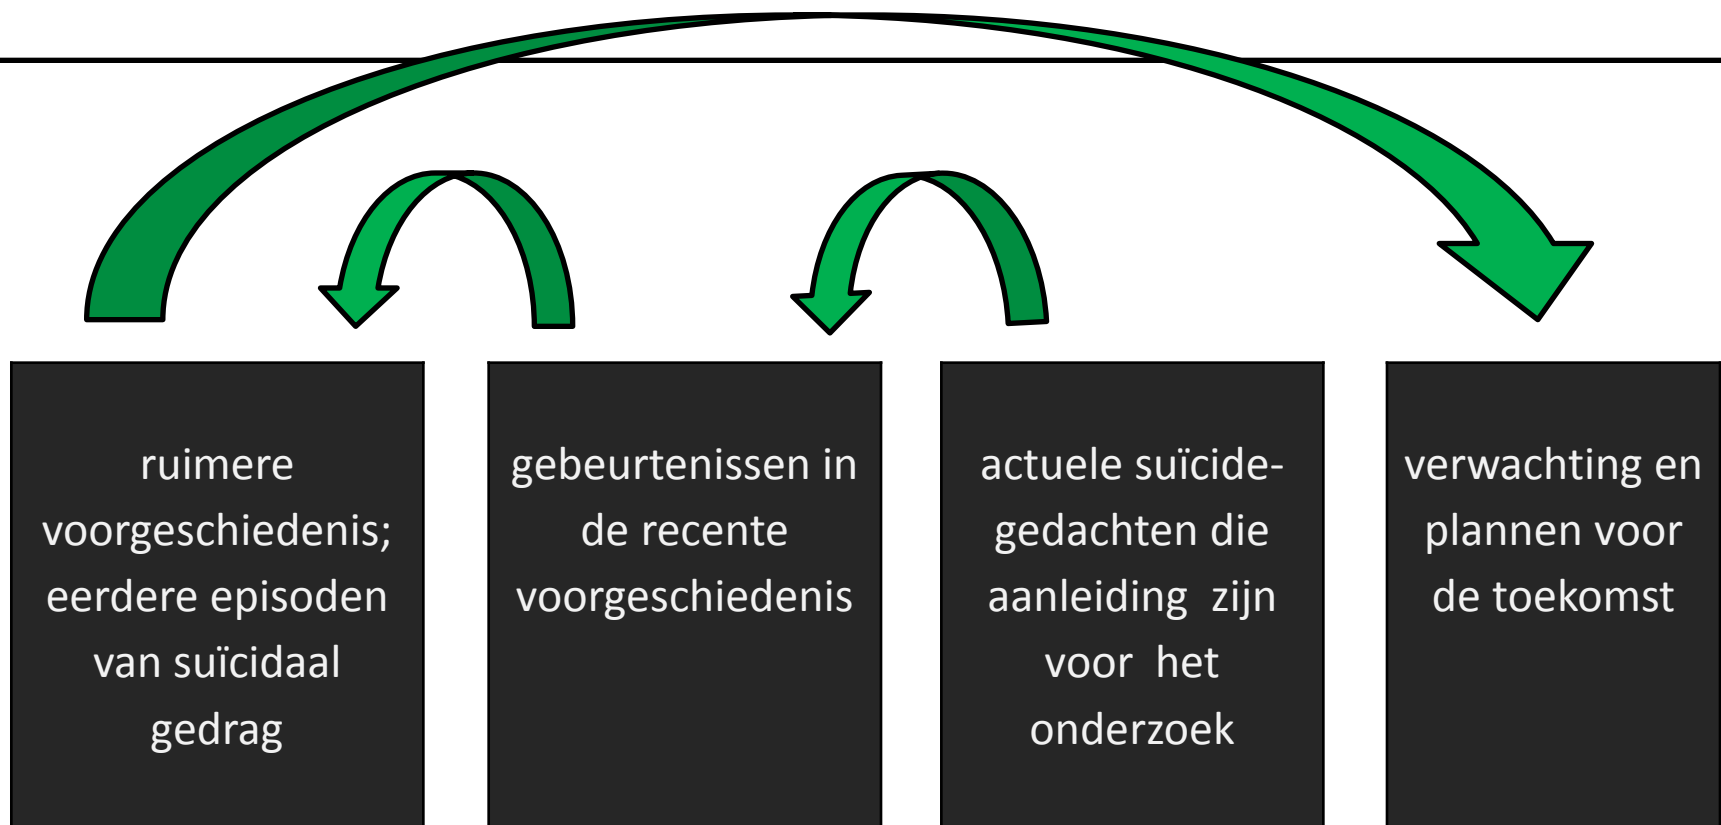 ruimere
voorgeschiedenis;
eerdere episoden
van suïcidaal
gedrag
gebeurtenissen in
de recente
voorgeschiedenis
actuele suïcide-
gedachten die
aanleiding zijn
voor het
onderzoek
verwachting en
plannen voor
de toekomst